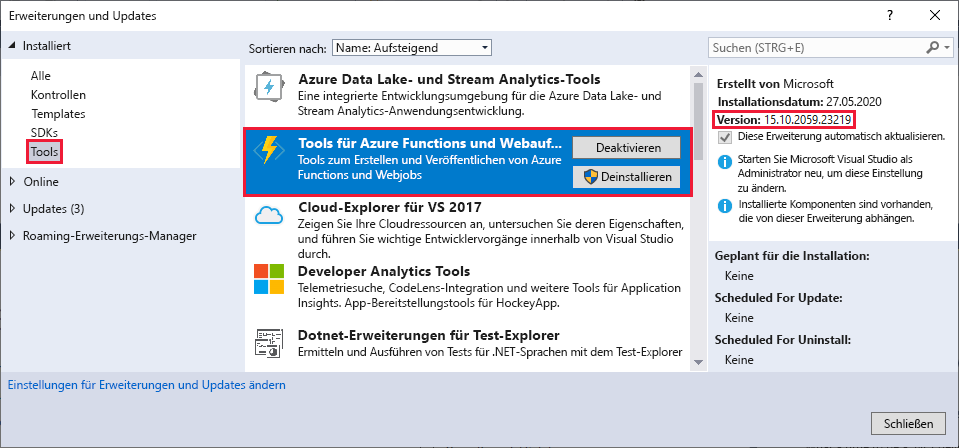 Erweiterungen und Updates
Installiert
Alle
Kontrollen
Templates
SDKs
Tools
Online
Updates (3)
Roaming-Erweiterungs-Manager
Sortieren nach: Name: Aufsteigend
Azure Data Lake- und Stream Analytics-Tools
Eine integrierte Entwicklungsumgebung für die Azure Data Lake- und
Stream Analytics-Anwendungsentwicklung.
Tools für Azure Functions und Webauf...
Tools zum Erstellen und Veröffentlichen von Azure
Functions und Webjobs
Deaktivieren
Deinstallieren
Cloud-Explorer für VS 2017
Zeigen Sie Ihre Cloudressourcen an, untersuchen Sie deren Eigenschaften,
und führen Sie wichtige Entwicklervorgänge innerhalb von Visual Studio
durch.
Developer Analytics Tools
Telemetriesuche, CodeLens-Integration und weitere Tools für Application
Insights. App-Bereitstellungstools für HockeyApp.
Dotnet-Erweiterungen für Test-Explorer
Ermitteln und Ausführen von Tests für .NET-Sprachen mit dem Test-Explorer
Suchen (STRG+E)
Erstellt von Microsoft
Installationsdatum: 27.05.2020
Version: 15.10.2059.23219
Diese Erweiterung automatisch aktualisieren.
Starten Sie Microsoft Visual Studio als
Administrator neu, um diese Einstellung
zu ändern.
Installierte Komponenten sind vorhanden,
die von dieser Erweiterung abhängen.
Geplant für die Installation:
Keine
Scheduled For Update:
Keine
Scheduled For Uninstall:
Keine
Einstellungen für Erweiterungen und Updates ändern
Schließen